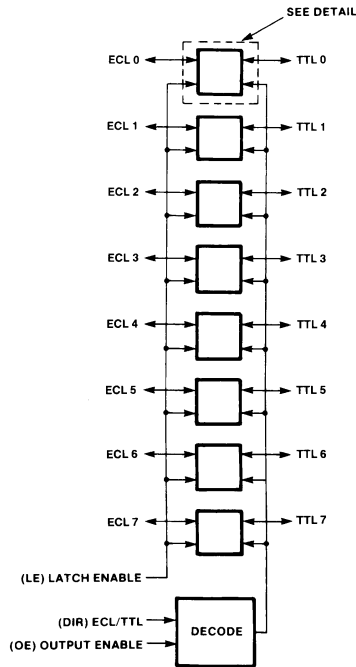 SEE DETAIL
ECL 0 TTL 0
ECL 1 TTL 1
ECL 2 TTL 2
ECL 3 TTL 3
ECL 4 TTL 4
ECL 5 TTL 5
ECL 6 TTL 6
ECL 7 TTL 7
(LE) LATCH ENABLE
(DIR) ECL/TTL
DECODE
(OE) OUTPUT ENABLE